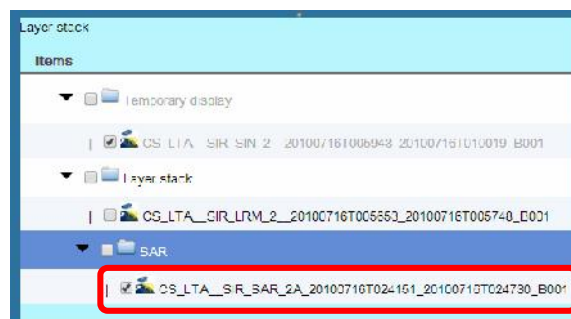 Layer stack
Items
Temporary display
CS_LTA__SIR_SIN_2__20100716T005943_20100716T010019_B001
Layer stack
CS_LTA__SIR_LRM_2__20100716T005550_20100716T005740_B001
SAR
CS_LTA__SIR_SAR_2A_20100716T024151_20100716T024730_B001